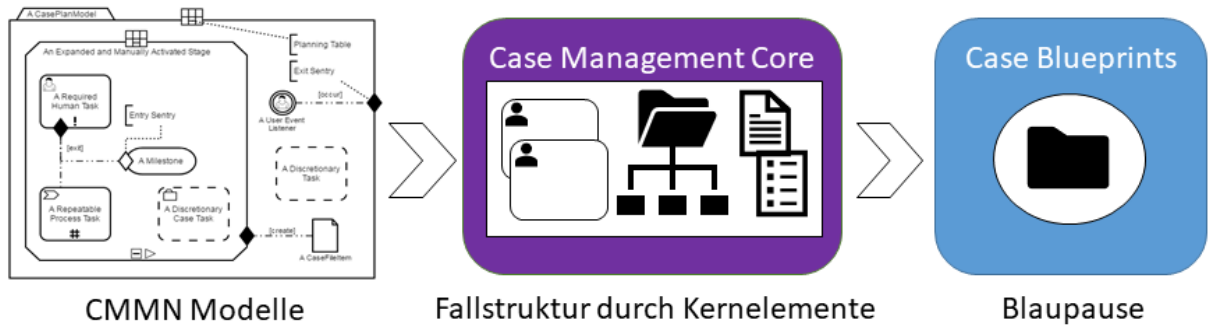 A CasePlanModel
An Expanded and Manually Activated Stage
A Required
Human Task
!
[exit]
Entry Sentry
A Milestone
A Repeatable
Process Task
#
A Discretionary
Case Task
Planning Table
Exit Sentry
[occur]
A User Event
Listener
A Discretionary
Task
[create]
A CaseFileItem
CMMN Modelle
Case Management Core
Fallstruktur durch Kernelemente
Case Blueprints
Blaupause